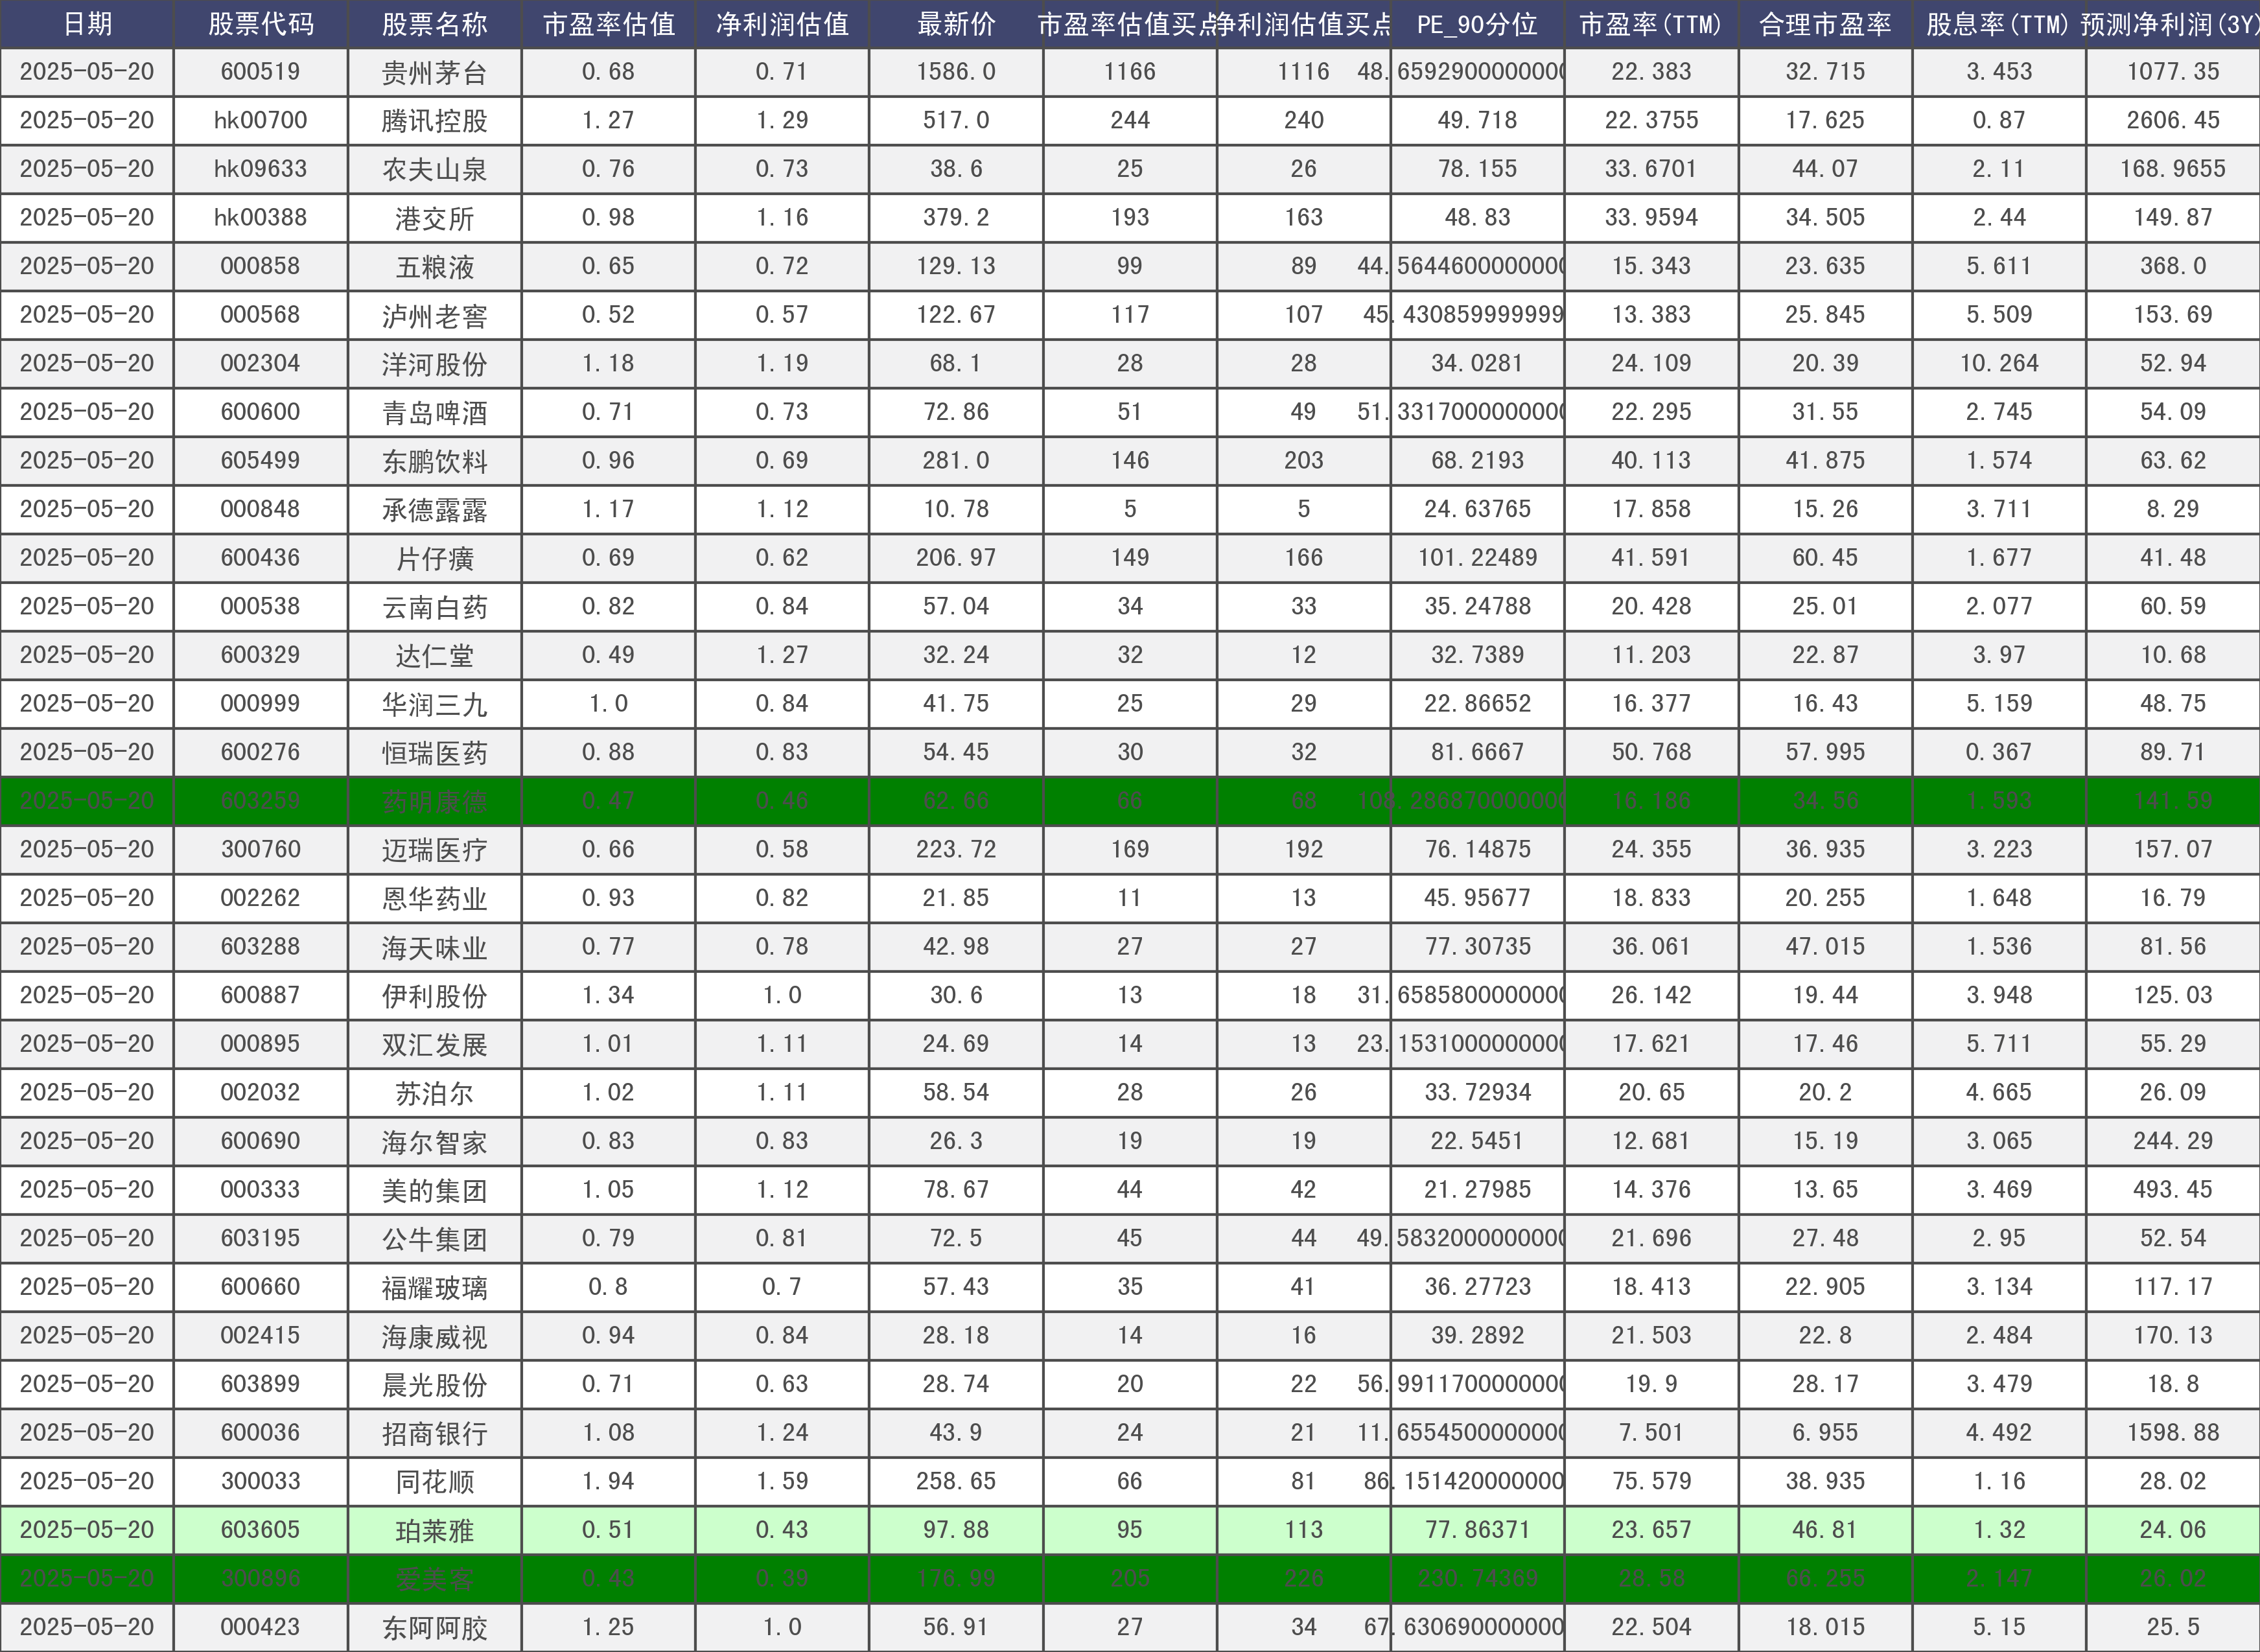 日期 股票代码 股票名称 市盈率估值 净利润估值 最新价 市盈率估值买点 净利润估值买点 PE_90分位 市盈率(TTM) 合理市盈率 股息率(TTM) 预测净利润(3Y)
2025-05-20 600519 贵州茅台 0.68 0.71 1586.0 1166 1116 48.6592900000000 22.383 32.715 3.453 1077.35
2025-05-20 hk00700 腾讯控股 1.27 1.29 517.0 244 240 49.718 22.3755 17.625 0.87 2606.45
2025-05-20 hk09633 农夫山泉 0.76 0.73 38.6 25 26 78.155 33.6701 44.07 2.11 168.9655
2025-05-20 hk00388 港交所 0.98 1.16 379.2 193 163 48.83 33.9594 34.505 2.44 149.87
2025-05-20 000858 五粮液 0.65 0.72 129.13 99 89 44.5644600000000 15.343 23.635 5.611 368.0
2025-05-20 000568 泸州老窖 0.52 0.57 122.67 117 107 45.430859999999 13.383 25.845 5.509 153.69
2025-05-20 002304 洋河股份 1.18 1.19 68.1 28 28 34.0281 24.109 20.39 10.264 52.94
2025-05-20 600600 青岛啤酒 0.71 0.73 72.86 51 49 51.3317000000000 22.295 31.55 2.745 54.09
2025-05-20 605499 东鹏饮料 0.96 0.69 281.0 146 203 68.2193 40.113 41.875 1.574 63.62
2025-05-20 000848 承德露露 1.17 1.12 10.78 5 5 24.63765 17.858 15.26 3.711 8.29
2025-05-20 600436 片仔癀 0.69 0.62 206.97 149 166 101.22489 41.591 60.45 1.677 41.48
2025-05-20 000538 云南白药 0.82 0.84 57.04 34 33 35.24788 20.428 25.01 2.077 60.59
2025-05-20 600329 达仁堂 0.49 1.27 32.24 32 12 32.7389 11.203 22.87 3.97 10.68
2025-05-20 000999 华润三九 1.0 0.84 41.75 25 29 22.86652 16.377 16.43 5.159 48.75
2025-05-20 600276 恒瑞医药 0.88 0.83 54.45 30 32 81.6667 50.768 57.995 0.367 89.71
2025-05-20 603259 药明康德 0.47 0.46 62.66 66 68 108.286870000000 16.186 34.56 1.593 141.59
2025-05-20 300760 迈瑞医疗 0.66 0.58 223.72 169 192 76.14875 24.355 36.935 3.223 157.07
2025-05-20 002262 恩华药业 0.93 0.82 21.85 11 13 45.95677 18.833 20.255 1.648 16.79
2025-05-20 603288 海天味业 0.77 0.78 42.98 27 27 77.30735 36.061 47.015 1.536 81.56
2025-05-20 600887 伊利股份 1.34 1.0 30.6 13 18 31.6585800000000 26.142 19.44 3.948 125.03
2025-05-20 000895 双汇发展 1.01 1.11 24.69 14 13 23.1531000000000 17.621 17.46 5.711 55.29
2025-05-20 002032 苏泊尔 1.02 1.11 58.54 28 26 33.72934 20.65 20.2 4.665 26.09
2025-05-20 600690 海尔智家 0.83 0.83 26.3 19 19 22.5451 12.681 15.19 3.065 244.29
2025-05-20 000333 美的集团 1.05 1.12 78.67 44 42 21.27985 14.376 13.65 3.469 493.45
2025-05-20 603195 公牛集团 0.79 0.81 72.5 45 44 49.5832000000000 21.696 27.48 2.95 52.54
2025-05-20 600660 福耀玻璃 0.8 0.7 57.43 35 41 36.27723 18.413 22.905 3.134 117.17
2025-05-20 002415 海康威视 0.94 0.84 28.18 14 16 39.2892 21.503 22.8 2.484 170.13
2025-05-20 603899 晨光股份 0.71 0.63 28.74 20 22 56.9911700000000 19.9 28.17 3.479 18.8
2025-05-20 600036 招商银行 1.08 1.24 43.9 24 21 11.6554500000000 7.501 6.955 4.492 1598.88
2025-05-20 300033 同花顺 1.94 1.59 258.65 66 81 86.151420000000 75.579 38.935 1.16 28.02
2025-05-20 603605 珀莱雅 0.51 0.43 97.88 95 113 77.86371 23.657 46.81 1.32 24.06
2025-05-20 300896 爱美客 0.43 0.39 176.99 205 226 230.74369 28.58 66.255 2.147 26.02
2025-05-20 000423 东阿阿胶 1.25 1.0 56.91 27 34 67.630690000000 22.504 18.015 5.15 25.5